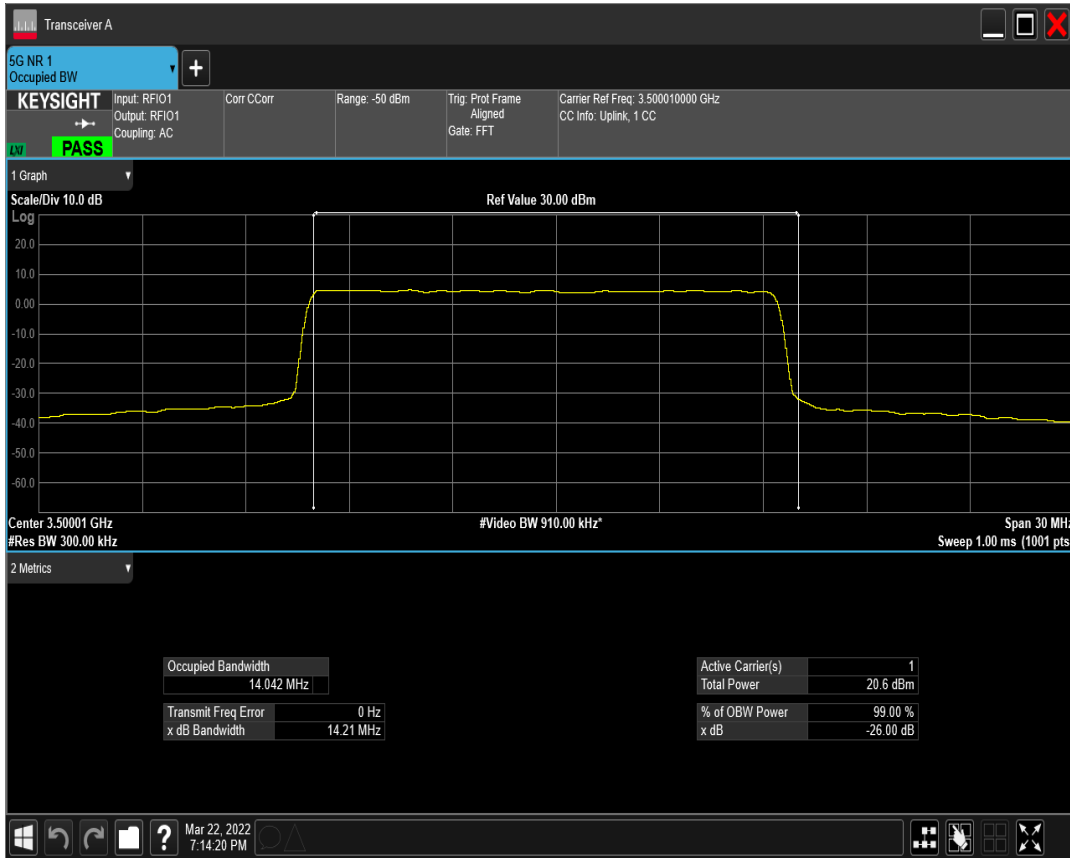 Transceiver A
5G NR 1
Occupied BW
KEYSIGHT
LXI
PASS
Input: RFIO1
Output: RFIO1
Coupling: AC
Corr CCorr
Range: -50 dBm
Trig: Prot Frame
Aligned
Gate: FFT
Carrier Ref Freq: 3.500010000 GHz
CC Info: Uplink, 1 CC
1 Graph
Scale/Div 10.0 dB
Ref Value 30.00 dBm
Log
20.0
10.0
0.00
-10.0
-20.0
-30.0
-40.0
-50.0
-60.0
Center 3.50001 GHz
#Video BW 910.00 kHz*
Span 30 MHz
#Res BW 300.00 kHz
Sweep 1.00 ms (1001 pts
2 Metrics
Occupied Bandwidth
14.042 MHz
Transmit Freq Error 0 Hz
x dB Bandwidth 14.21 MHz
Active Carrier(s) 1
Total Power 20.6 dBm
% of OBW Power 99.00 %
x dB -26.00 dB
?
Mar 22, 2022
7:14:20 PM